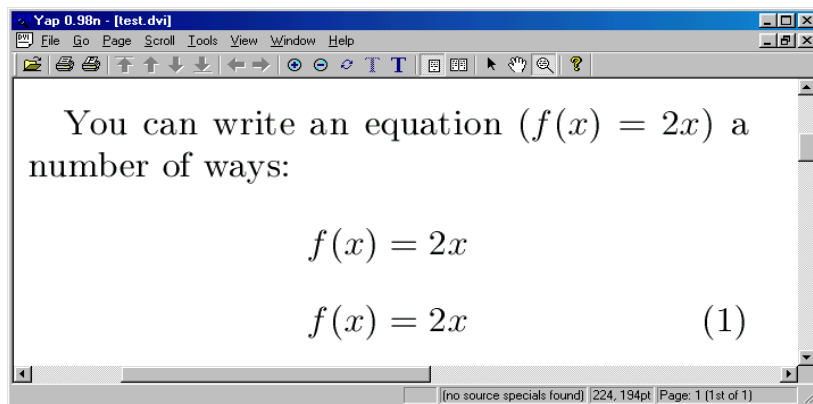 Yap 0.98n - [test.dvi]
File Go Page Scroll Tools View Window Help
You can write an equation (f(x) = 2x) a
number of ways:
f(x) = 2x
f(x) = 2x (1)
(no source specials found) 224, 194pt Page: 1 (1st of 1)